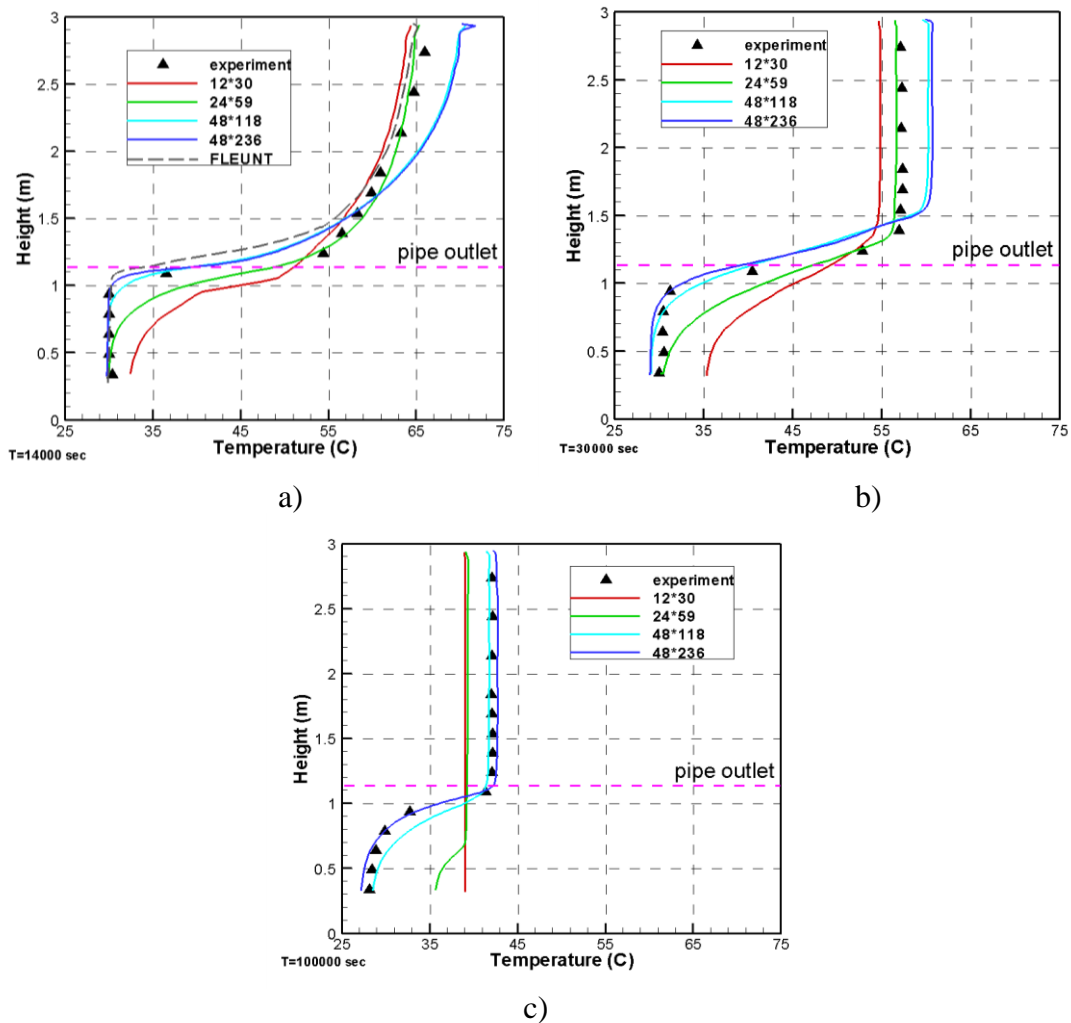 3
2.5
2
1.5
1
0.5
0
Height (m)
experiment
12*30
24*59
48*118
48*236
FLEUNT
pipe outlet
25
35
45
55
65
75
Temperature (C)
T=14000 sec
a)
3
2.5
2
1.5
1
0.5
0
Height (m)
experiment
12*30
24*59
48*118
48*236
pipe outlet
25
35
45
55
65
75
Temperature (C)
T=30000 sec
b)
3
2.5
2
1.5
1
0.5
0
Height (m)
experiment
12*30
24*59
48*118
48*236
pipe outlet
25
35
45
55
65
75
Temperature (C)
T=100000 sec
c)